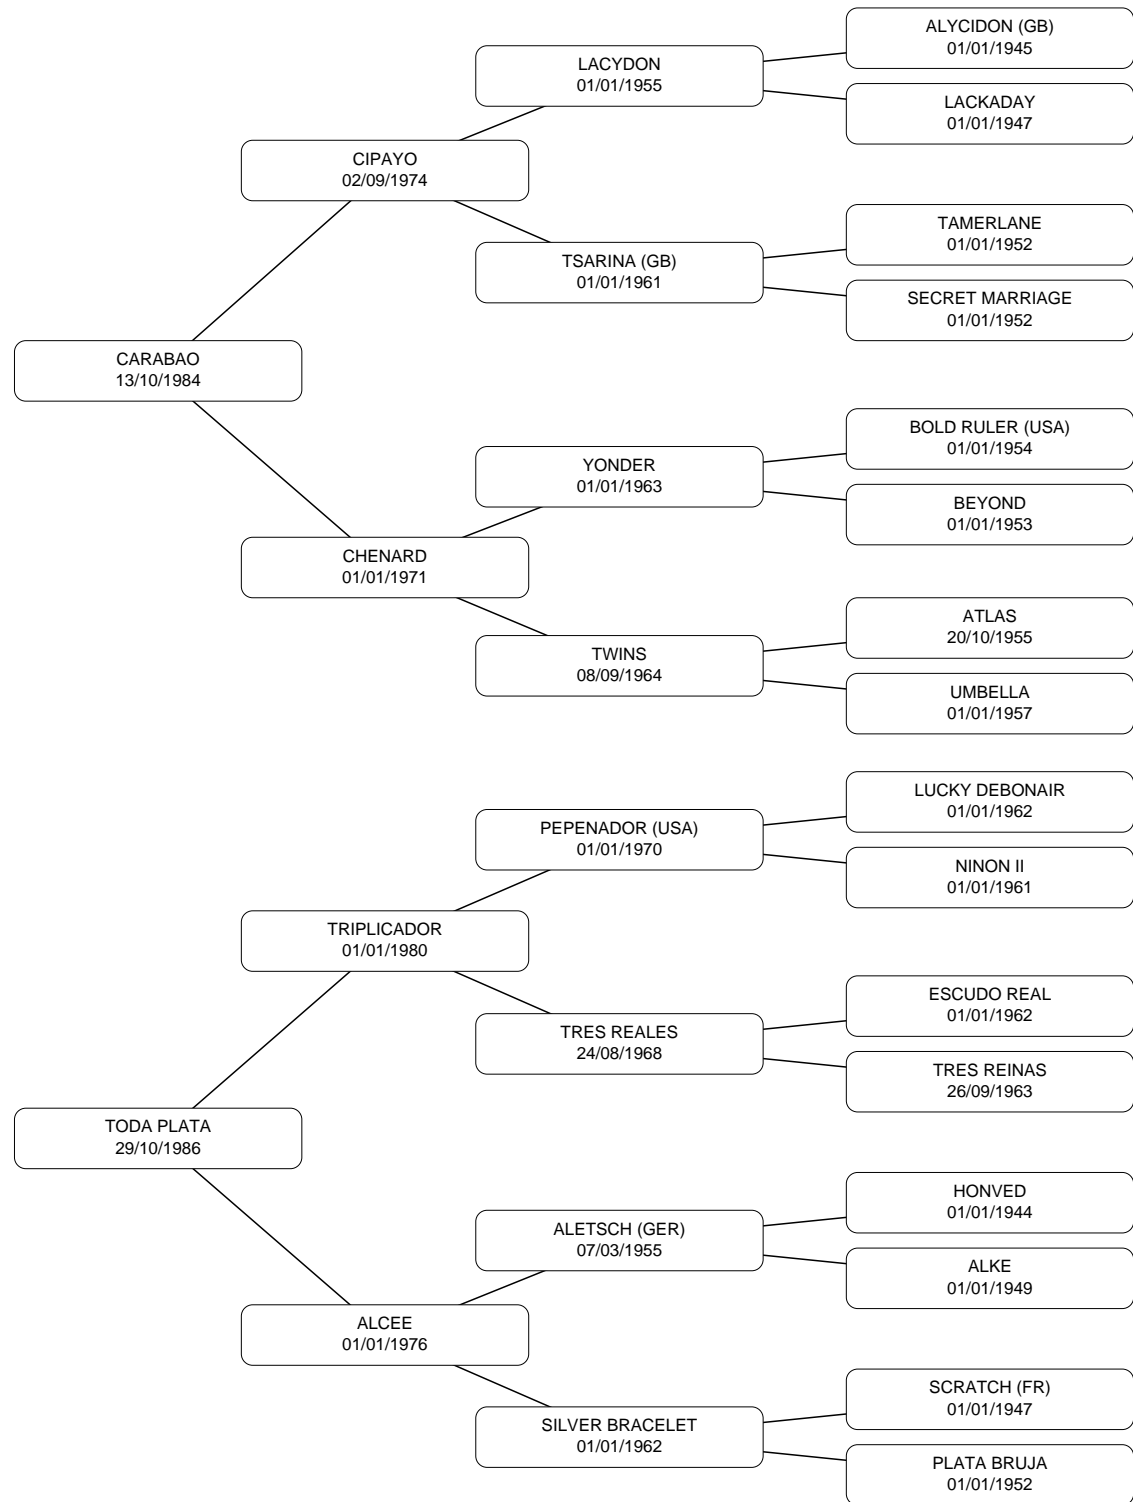 ALYCIDON (GB)
01/01/1945
LACYDON
01/01/1955
LACKADAY
01/01/1947
CIPAYO
02/09/1974
TAMERLANE
01/01/1952
TSARINA (GB)
01/01/1961
SECRET MARRIAGE
01/01/1952
CARABAO
13/10/1984
BOLD RULER (USA)
01/01/1954
YONDER
01/01/1963
BEYOND
01/01/1953
CHENARD
01/01/1971
ATLAS
20/10/1955
TWINS
08/09/1964
UMBELLA
01/01/1957
LUCKY DEBONAIR
01/01/1962
PEPENADOR (USA)
01/01/1970
NINON II
01/01/1961
TRIPLICADOR
01/01/1980
ESCUDO REAL
01/01/1962
TRES REALES
24/08/1968
TRES REINAS
26/09/1963
TODA PLATA
29/10/1986
HONVED
01/01/1944
ALETSCH (GER)
07/03/1955
ALKE
01/01/1949
ALCEE
01/01/1976
SCRATCH (FR)
01/01/1947
SILVER BRACELET
01/01/1962
PLATA BRUJA
01/01/1952